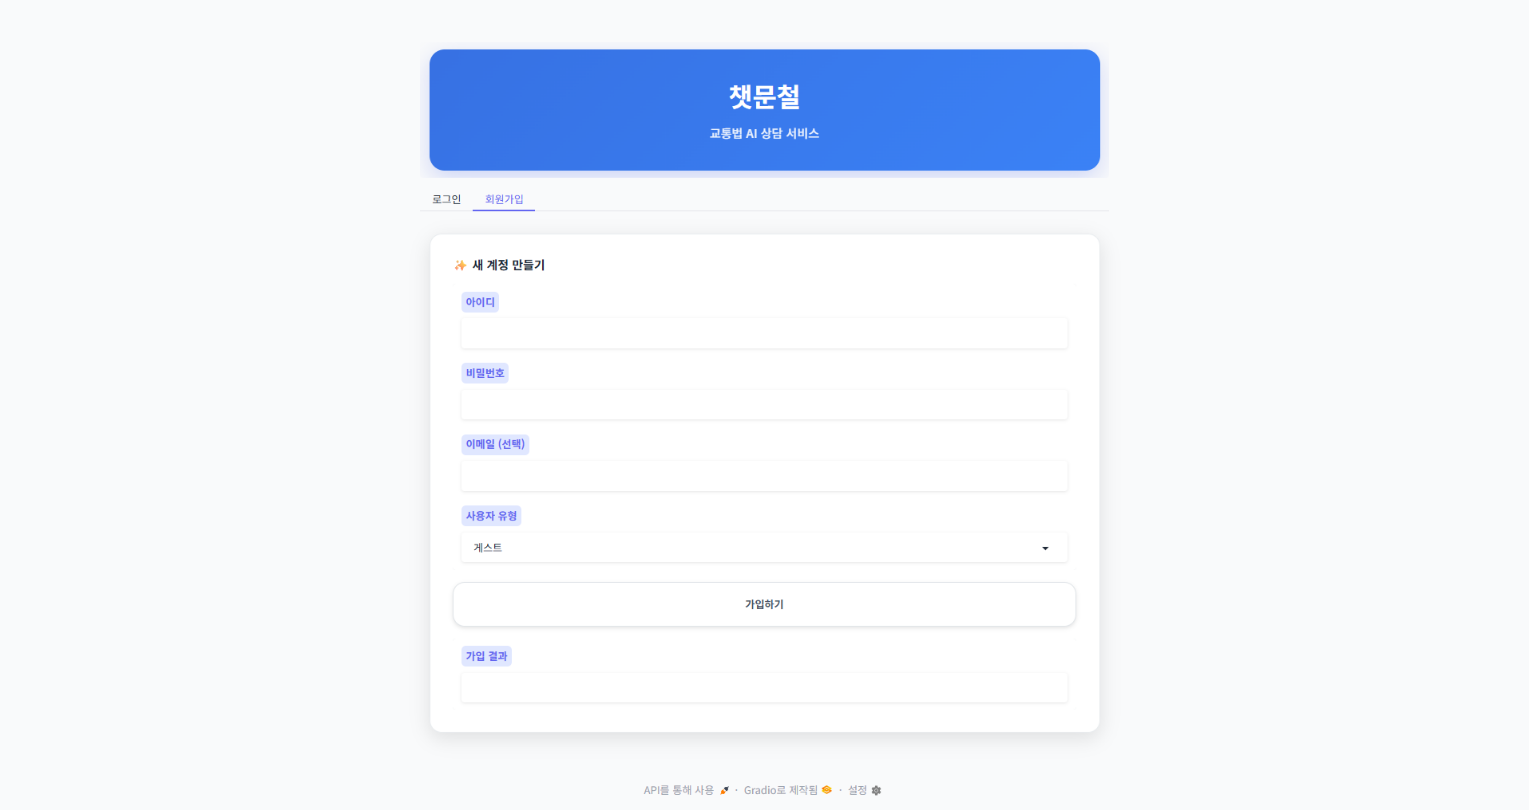 챗문철
교통법 AI 상담 서비스
로그인 회원가입
✨ 새 계정 만들기
아이디
비밀번호
이메일 (선택)
사용자 유형
게스트
가입하기
가입 결과
API를 통해 사용 🚀 · Gradio로 제작됨 · 설정 ⚙️